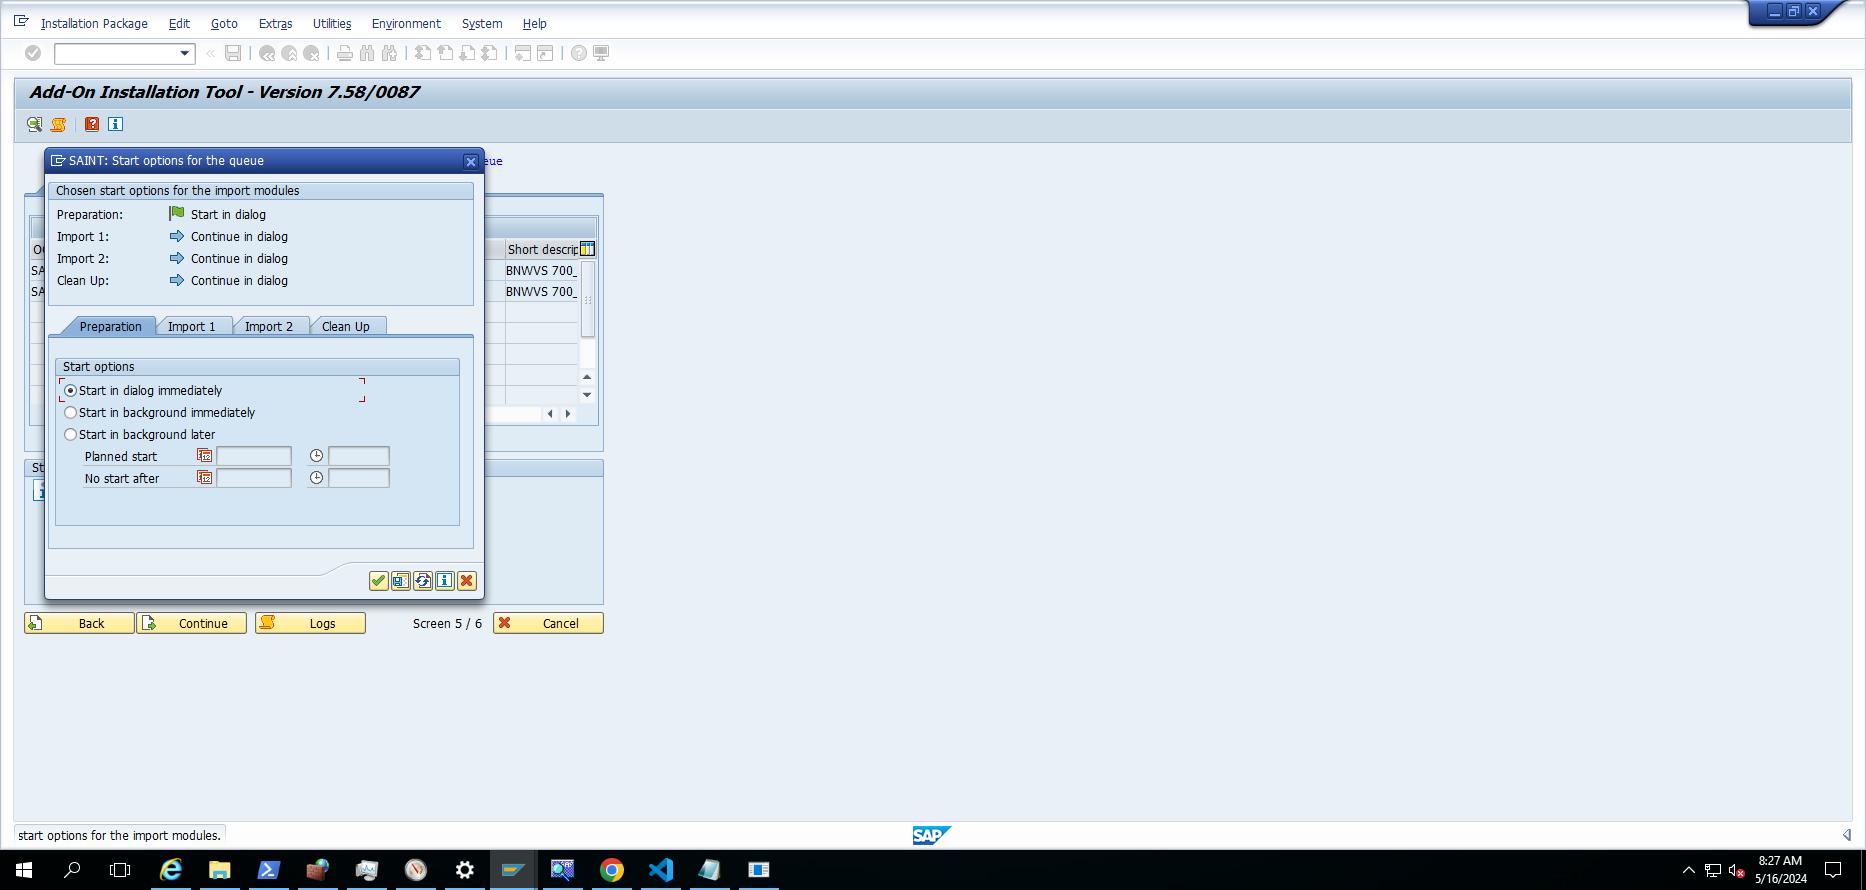 Installation Package Edit Goto Extras Utilities Environment System Help
Add-On Installation Tool - Version 7.58/0087
SAINT: Start options for the queue
eue
Chosen start options for the import modules
Preparation: Start in dialog
Import 1: Continue in dialog
Import 2: Continue in dialog
Clean Up: Continue in dialog
Short descrip
SA BNWVS 700_
SA BNWVS 700_
Preparation Import 1 Import 2 Clean Up
Start options
Start in dialog immediately
Start in background immediately
Start in background later
Planned start
No start after
St
Back Continue Logs Screen 5 / 6 Cancel
start options for the import modules.
SAP
8:27 AM
5/16/2024